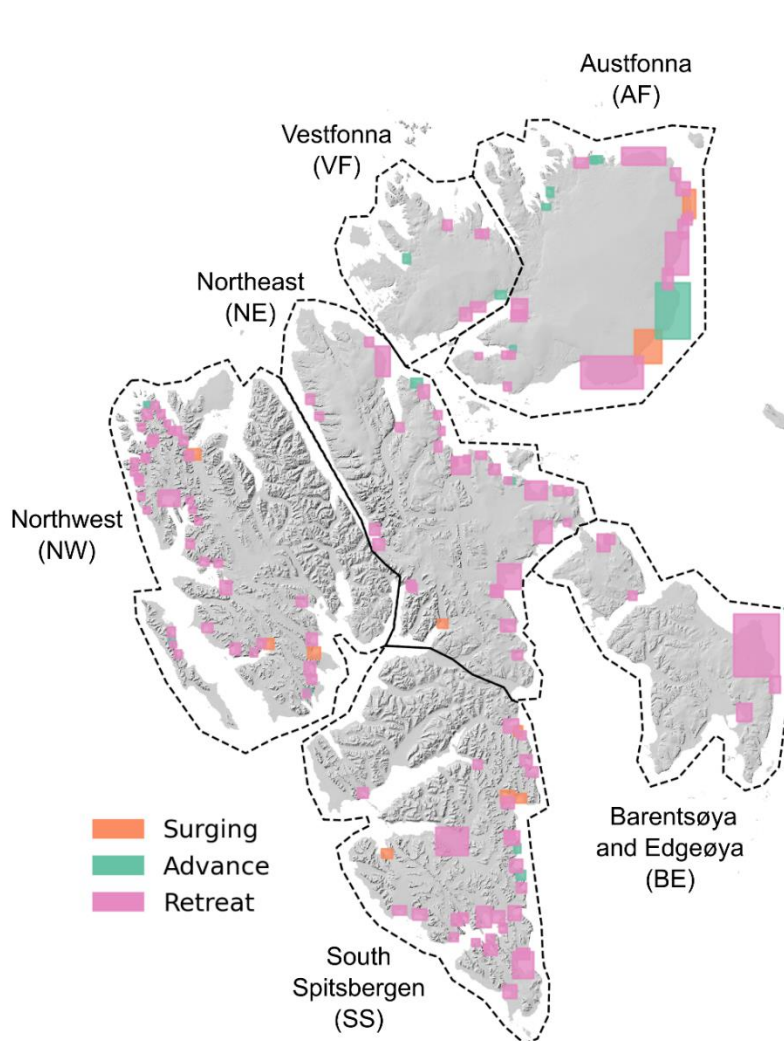 Austfonna
(AF)
Vestfonna
(VF)
Northeast
(NE)
Northwest
(NW)
Surging
Advance
Retreat
Barentsøya
and Edgeøya
(BE)
South
Spitsbergen
(SS)